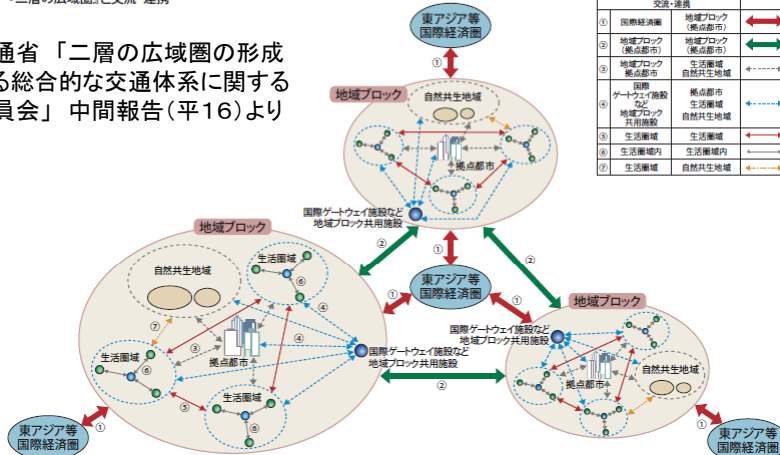 二層の広域圏』と交流・連携
通省 「二層の広域圏の形成
る総合的な交通体系に関する
員会」 中間報告(平16)より
交流・連携
① 国際経済圏 地域ブロック (拠点都市)
② 地域ブロック (拠点都市) 地域ブロック (拠点都市)
③ 地域ブロック 拠点都市 生活圏域 自然共生地域
④ 国際 ゲートウェイ施設 など 地域ブロック 共用施設 拠点都市 生活圏域 自然共生地域
⑤ 生活圏域 生活圏域
⑥ 生活圏域内 生活圏域内
⑦ 生活圏域 自然共生地域
東アジア等
国際経済圏
①
地域ブロック
自然共生地域
拠点都市
国際ゲートウェイ施設など
地域ブロック共用施設
②
①
②
東アジア等
国際経済圏
①
①
地域ブロック
自然共生地域
生活圏域
⑥
④
⑦
③
④
拠点都市
生活圏域
⑥
⑤
生活圏域
⑥
国際ゲートウェイ施設など
地域ブロック共用施設
②
地域ブロック
国際ゲートウェイ施設など
地域ブロック共用施設
拠点都市
自然共生地域
①
東アジア等
国際経済圏
①
東アジア等
国際経済圏